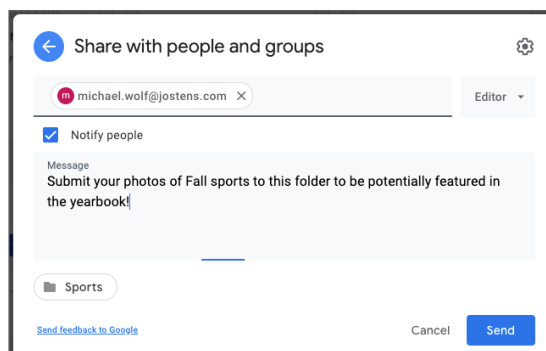 Share with people and groups
m michael.wolf@jostens.com
Editor
Notify people
Message
Submit your photos of Fall sports to this folder to be potentially featured in
the yearbook!
Sports
Send feedback to Google
Cancel
Send